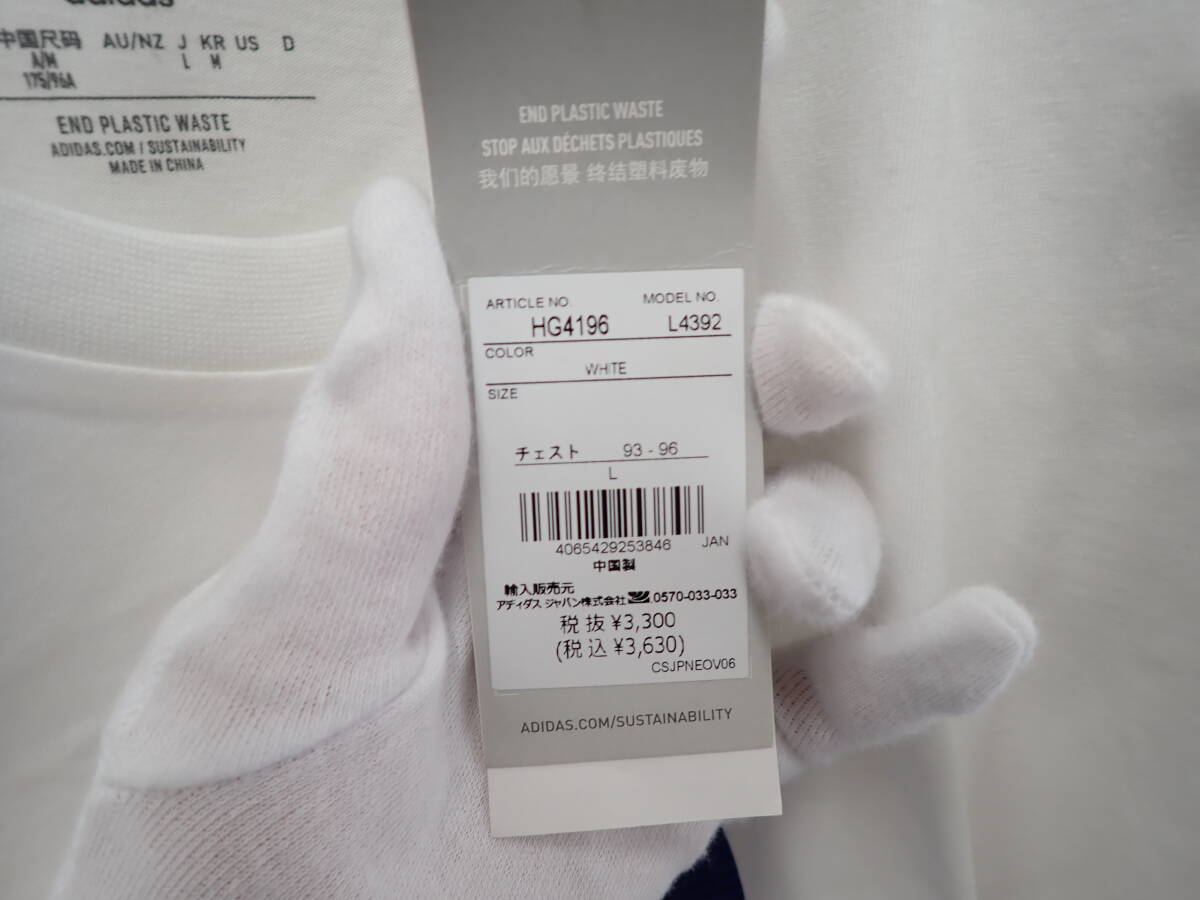 adidas
中国尺码 AU/NZ J KR US D
A/M L M
175/96A
END PLASTIC WASTE
ADIDAS.COM / SUSTAINABILITY
MADE IN CHINA
END PLASTIC WASTE
STOP AUX DÉCHETS PLASTIQUES
我们的愿景 终结塑料废物
ARTICLE NO. MODEL NO.
HG4196 L4392
COLOR
WHITE
SIZE
チェスト 93 - 96
L
4065429253846 JAN
中国製
輸入販売元
アディダス ジャパン株式会社 0570-033-033
税 抜 ¥3,300
(税 込 ¥3,630)
CSJPNEOV06
ADIDAS.COM/SUSTAINABILITY